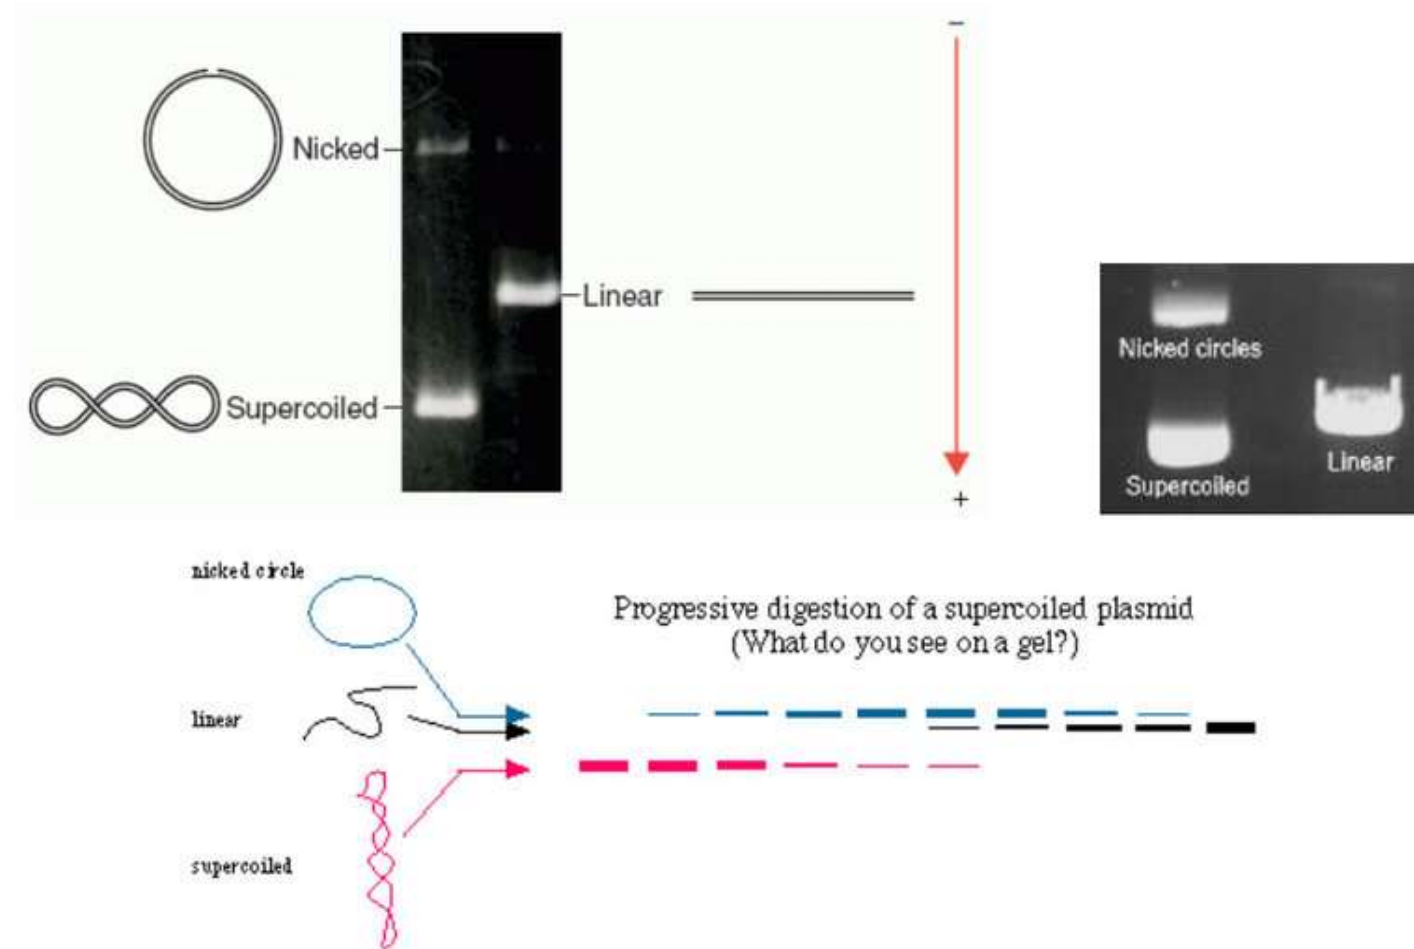 −
Nicked
Linear
Supercoiled
+
Nicked circles
Supercoiled
Linear
nicked circle
Progressive digestion of a supercoiled plasmid
(What do you see on a gel?)
linear
supercoiled